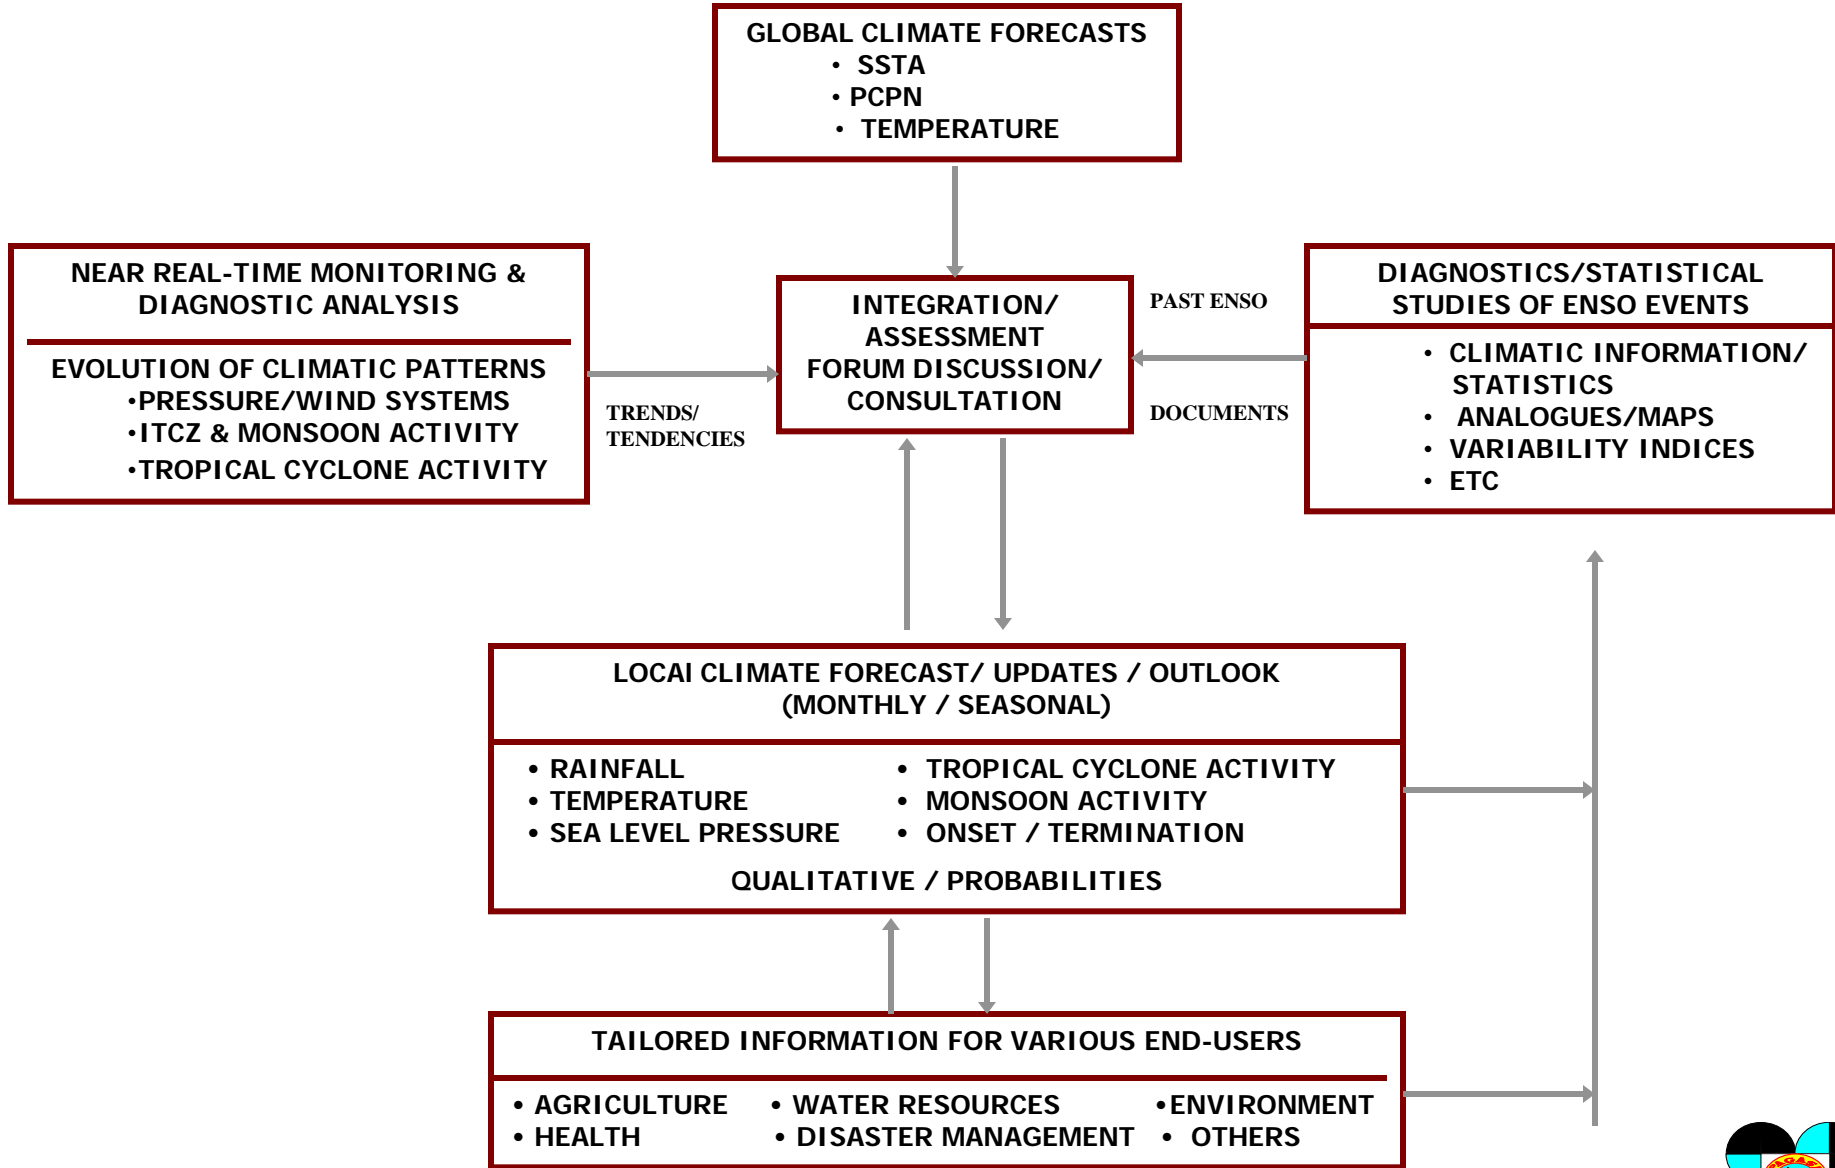 GLOBAL CLIMATE FORECASTS
• SSTA
• PCPN
• TEMPERATURE
NEAR REAL-TIME MONITORING &
DIAGNOSTIC ANALYSIS
EVOLUTION OF CLIMATIC PATTERNS
•PRESSURE/WIND SYSTEMS
•ITCZ & MONSOON ACTIVITY
•TROPICAL CYCLONE ACTIVITY
TRENDS/
TENDENCIES
INTEGRATION/
ASSESSMENT
FORUM DISCUSSION/
CONSULTATION
PAST ENSO
DOCUMENTS
DIAGNOSTICS/STATISTICAL
STUDIES OF ENSO EVENTS
• CLIMATIC INFORMATION/
STATISTICS
• ANALOGUES/MAPS
• VARIABILITY INDICES
• ETC
LOCAl CLIMATE FORECAST/ UPDATES / OUTLOOK
(MONTHLY / SEASONAL)
• RAINFALL • TROPICAL CYCLONE ACTIVITY
• TEMPERATURE • MONSOON ACTIVITY
• SEA LEVEL PRESSURE • ONSET / TERMINATION
QUALITATIVE / PROBABILITIES
TAILORED INFORMATION FOR VARIOUS END-USERS
• AGRICULTURE • WATER RESOURCES •ENVIRONMENT
• HEALTH • DISASTER MANAGEMENT • OTHERS
PAGAS